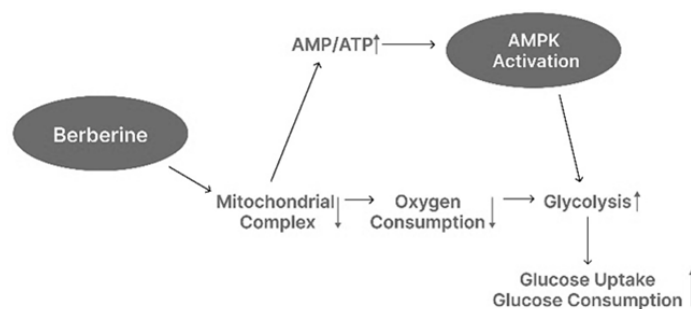 AMP/ATP↑
AMPK
Activation
Berberine
Mitochondrial
Complex↓
Oxygen
Consumption↓
Glycolysis↑
Glucose Uptake
Glucose Consumption↑